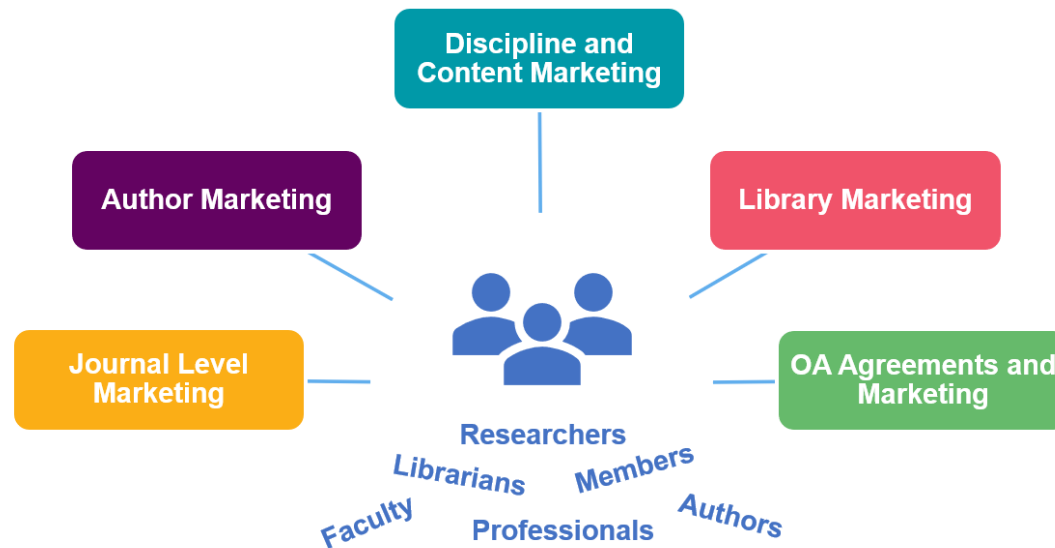 Discipline and
Content Marketing
Author Marketing
Library Marketing
Journal Level
Marketing
OA Agreements and
Marketing
Researchers
Librarians
Members
Faculty
Professionals
Authors